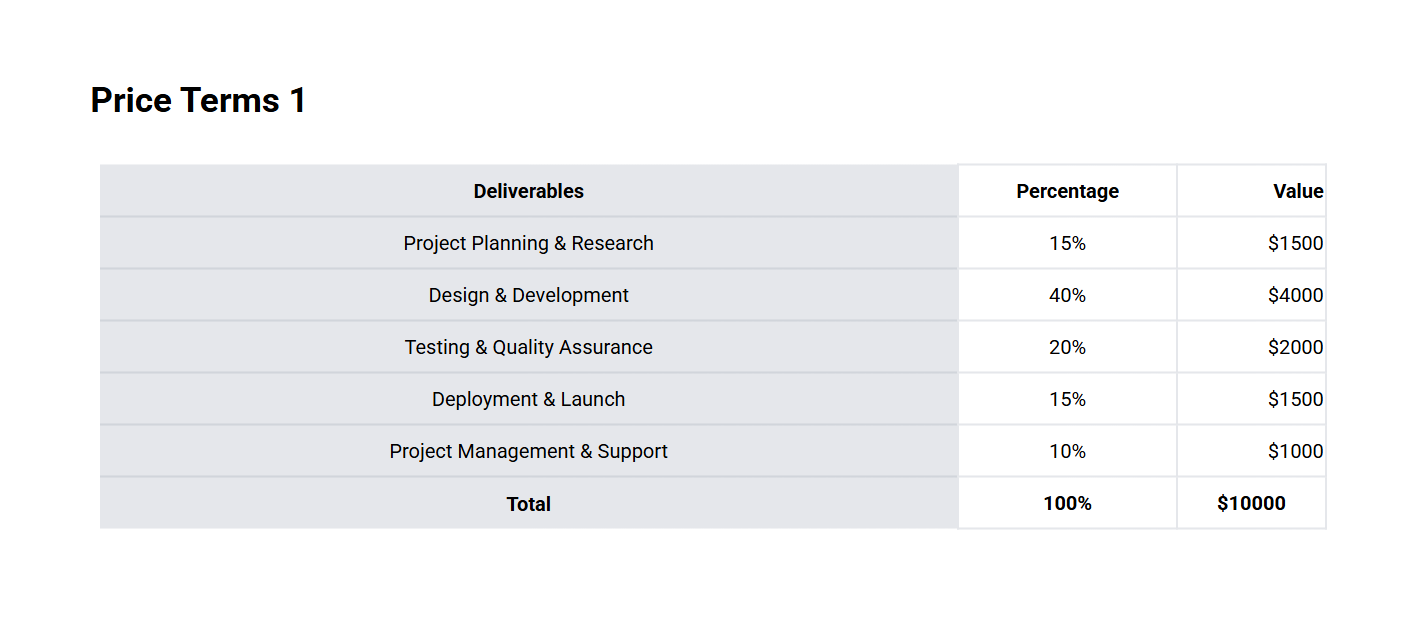 Price Terms 1
Deliverables Percentage Value
Project Planning & Research 15% $1500
Design & Development 40% $4000
Testing & Quality Assurance 20% $2000
Deployment & Launch 15% $1500
Project Management & Support 10% $1000
Total 100% $10000